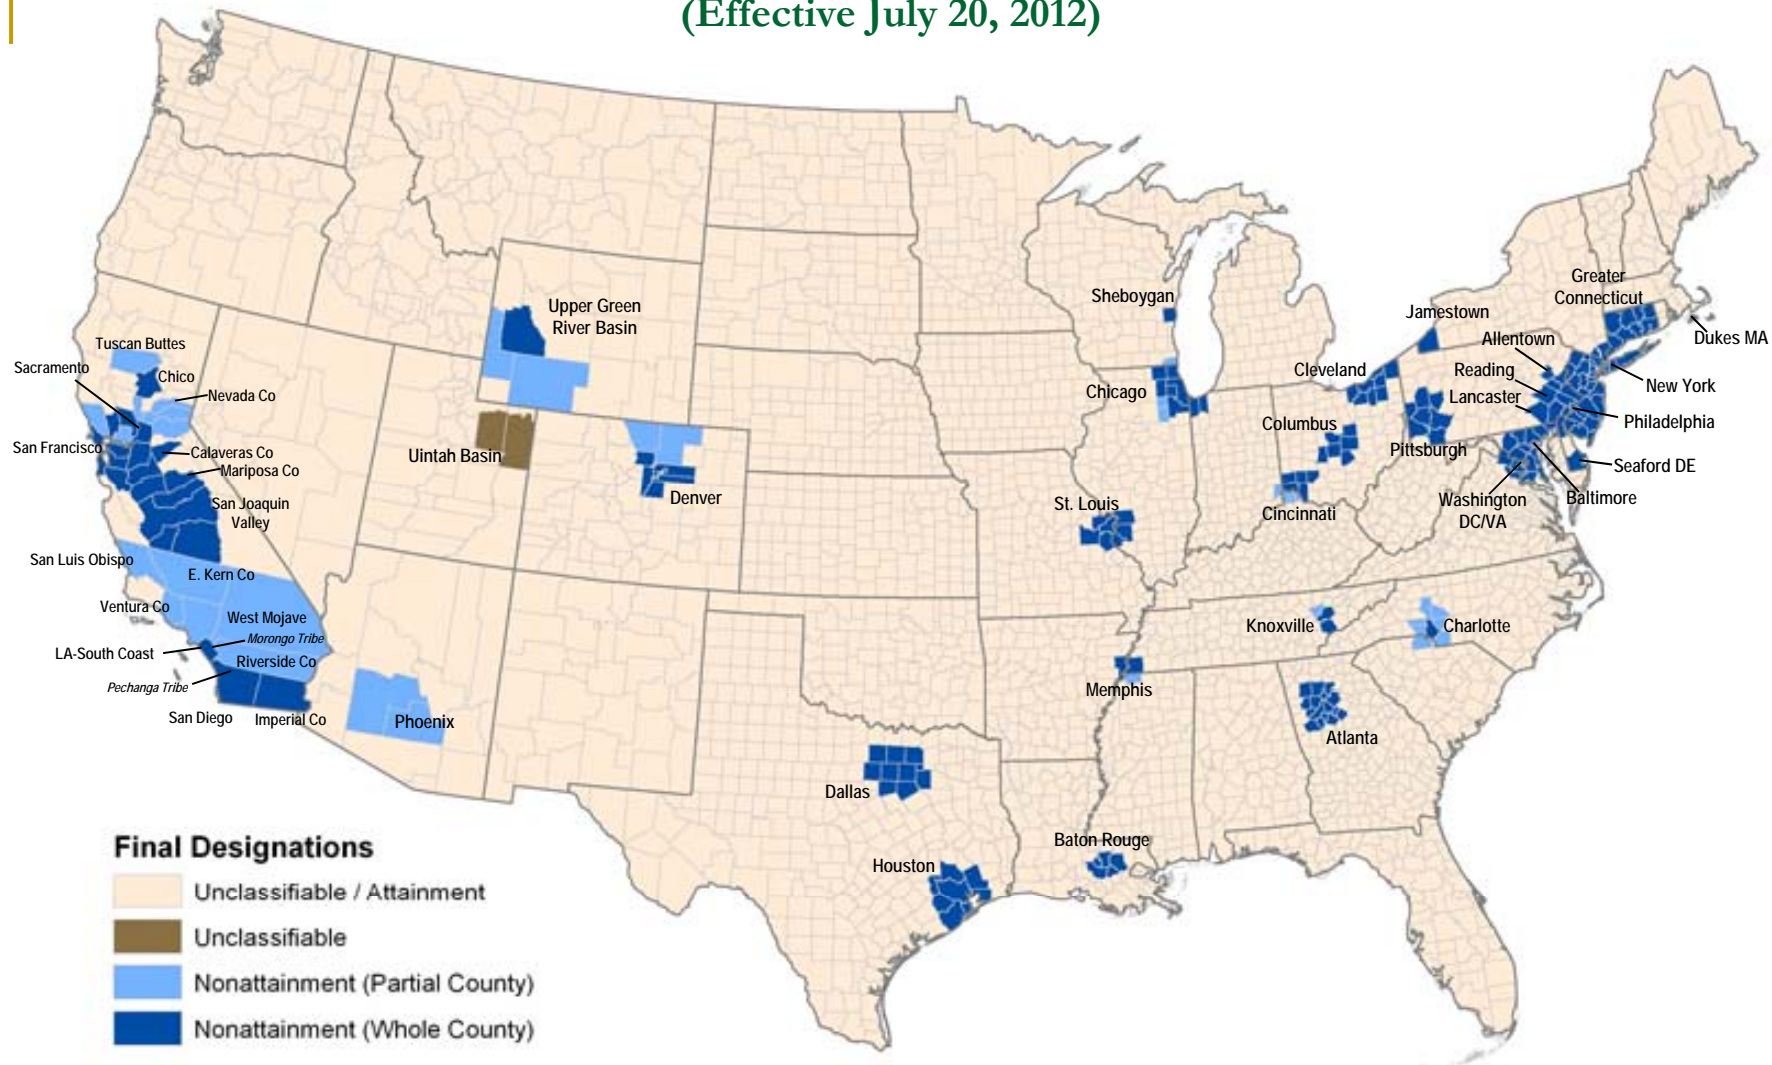 (Effective July 20, 2012)
Tuscan Buttes
Sacramento
Chico
Nevada Co
San Francisco
Calaveras Co
Mariposa Co
San Joaquin
Valley
San Luis Obispo
E. Kern Co
Ventura Co
West Mojave
Morongo Tribe
LA-South Coast
Riverside Co
Pechanga Tribe
San Diego
Imperial Co
Phoenix
Upper Green
River Basin
Uintah Basin
Denver
Dallas
Houston
Baton Rouge
St. Louis
Memphis
Sheboygan
Chicago
Cleveland
Columbus
Cincinnati
Knoxville
Charlotte
Atlanta
Jamestown
Greater
Connecticut
Dukes MA
Allentown
Reading
Lancaster
New York
Philadelphia
Pittsburgh
Seaford DE
Washington
DC/VA
Baltimore
Final Designations
Unclassifiable / Attainment
Unclassifiable
Nonattainment (Partial County)
Nonattainment (Whole County)